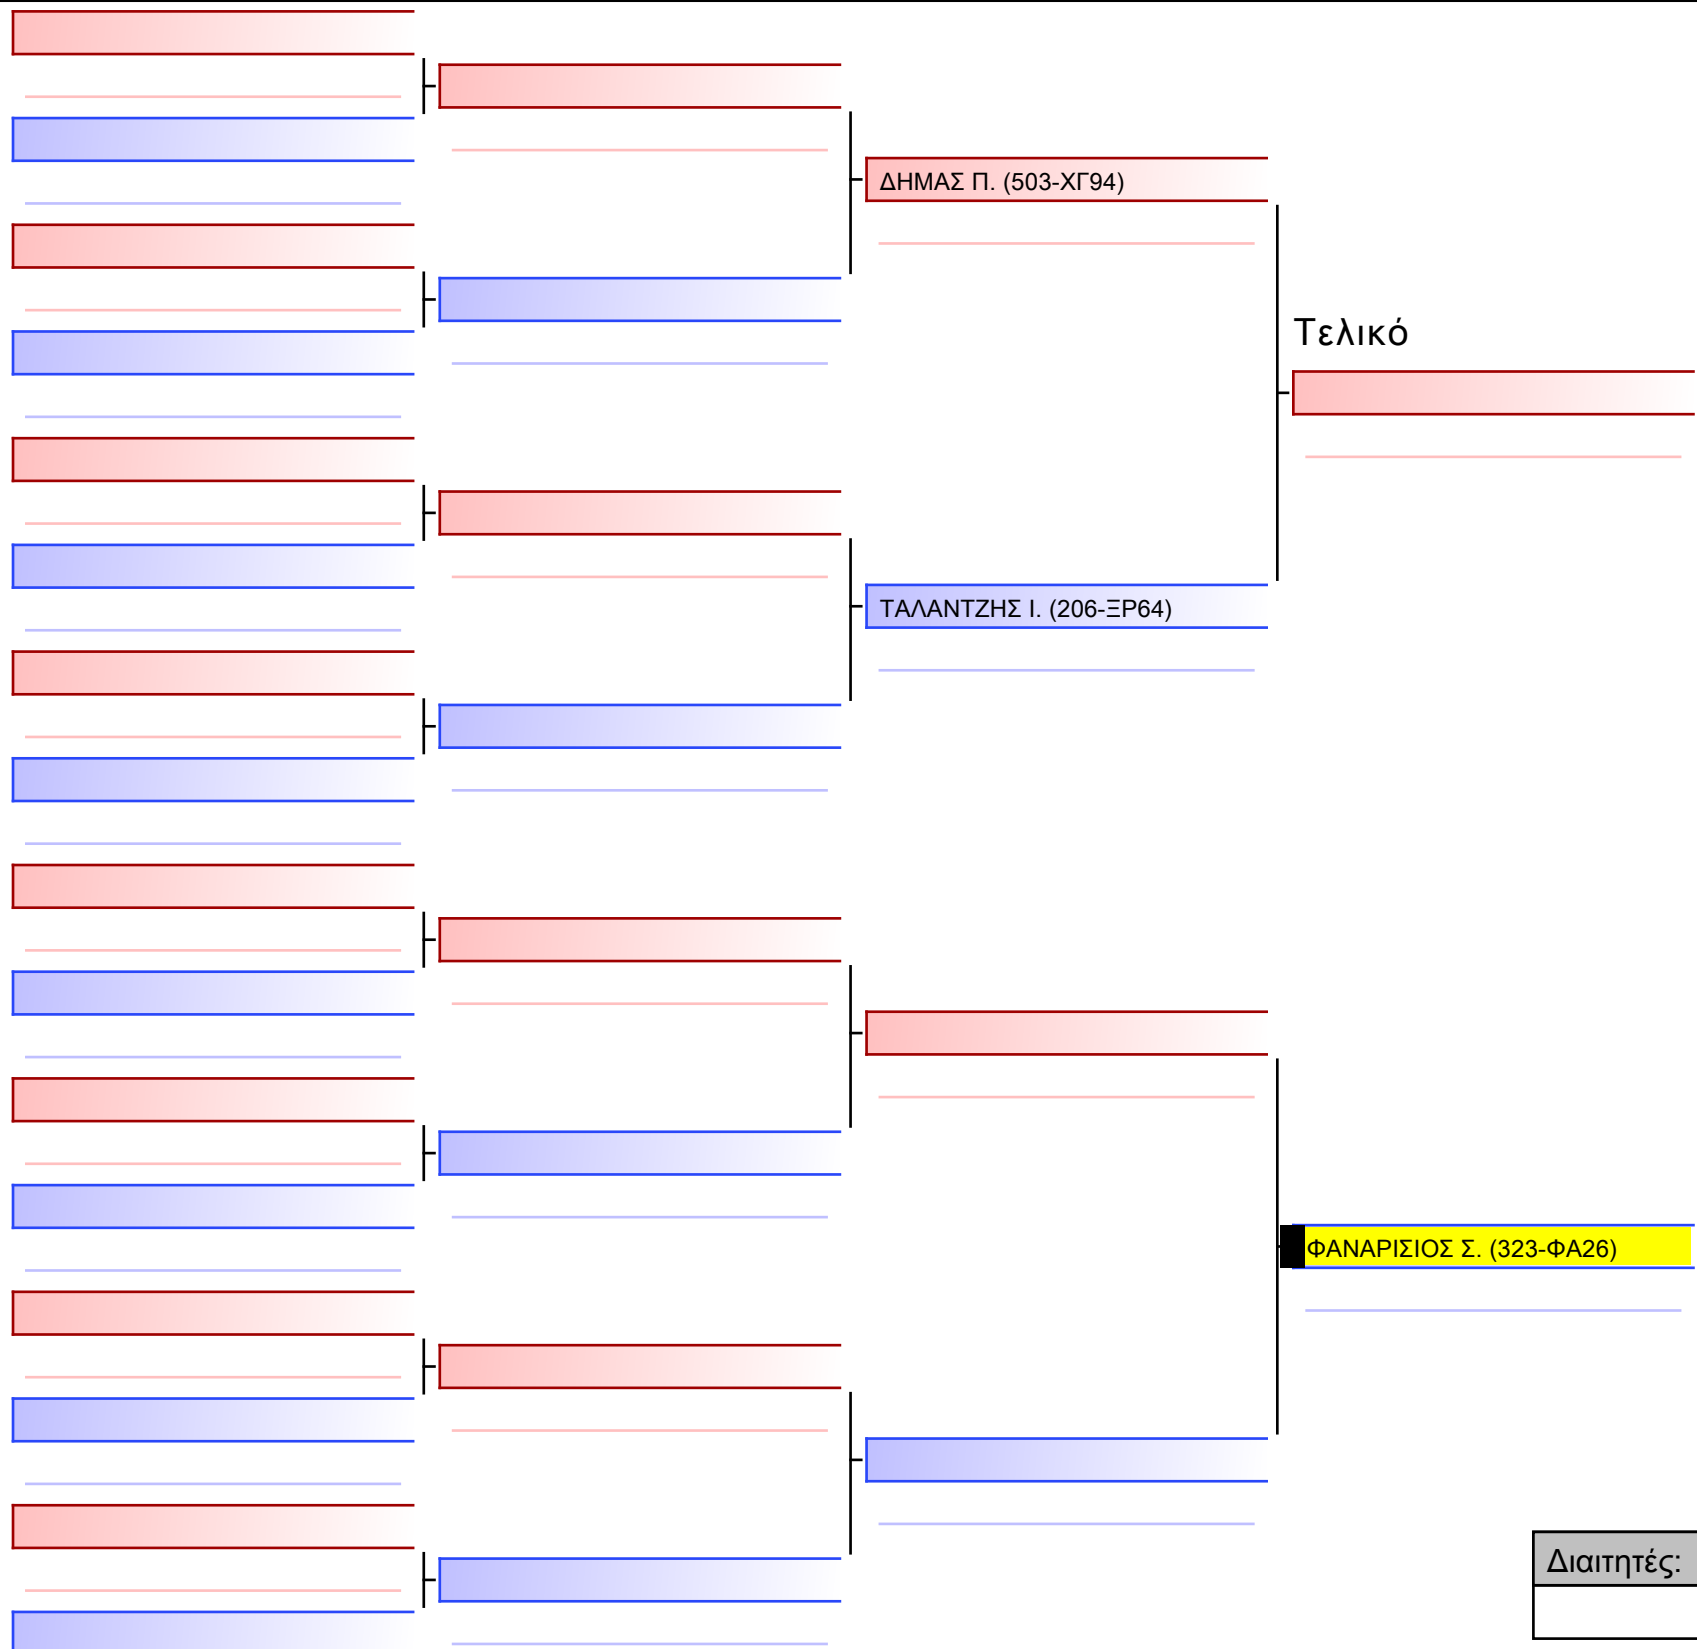 ΔΗΜΑΣ Π. (503-ΧΓ94)
Τελικό
ΤΑΛΑΝΤΖΗΣ Ι. (206-ΞΡ64)
ΦΑΝΑΡΙΣΙΟΣ Σ. (323-ΦΑ26)
Διαιτητές: